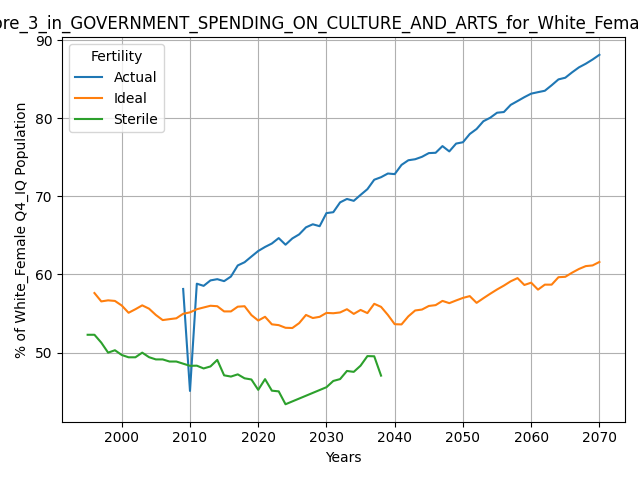 ore_3_in_GOVERNMENT_SPENDING_ON_CULTURE_AND_ARTS_for_White_Fema
90
80
70
60
50
% of White_Female Q4_IQ Population
Fertility
Actual
Ideal
Sterile
2000 2010 2020 2030 2040 2050 2060 2070
Years